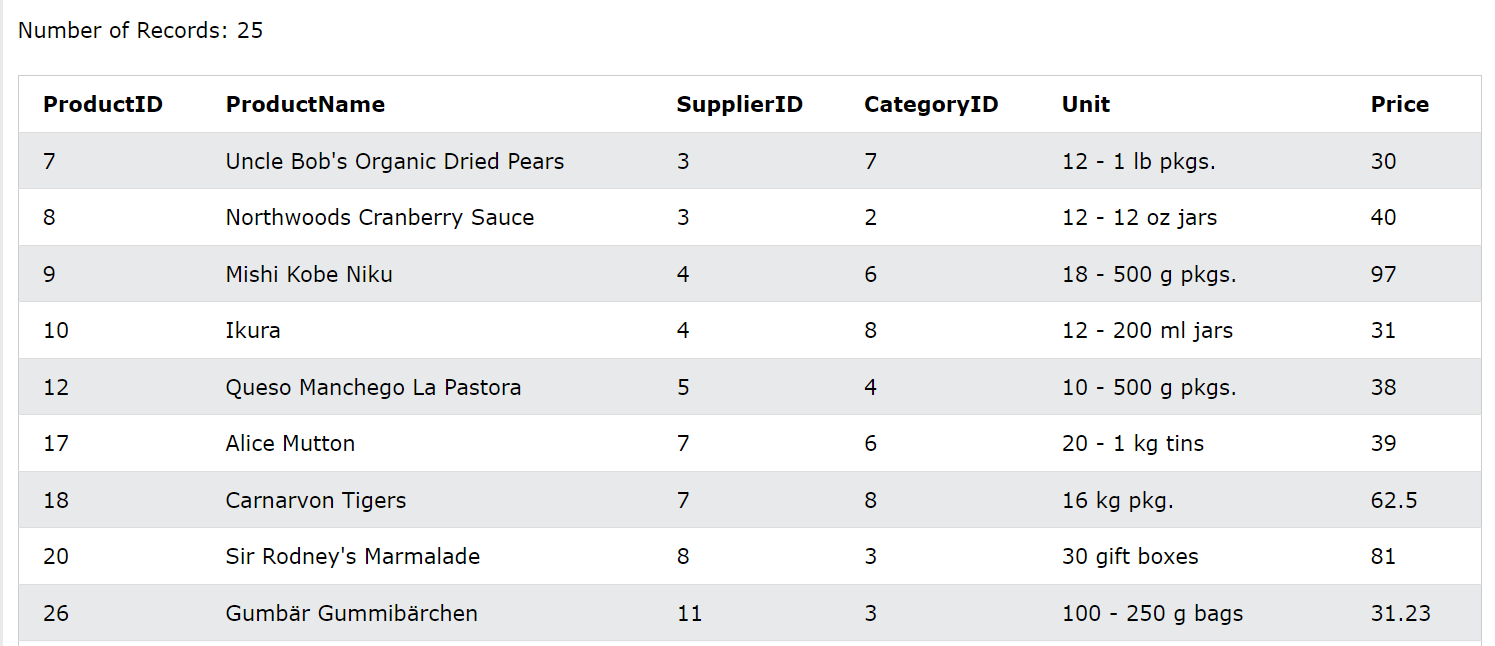 Number of Records: 25
ProductID ProductName SupplierID CategoryID Unit Price
7 Uncle Bob's Organic Dried Pears 3 7 12 - 1 lb pkgs. 30
8 Northwoods Cranberry Sauce 3 2 12 - 12 oz jars 40
9 Mishi Kobe Niku 4 6 18 - 500 g pkgs. 97
10 Ikura 4 8 12 - 200 ml jars 31
12 Queso Manchego La Pastora 5 4 10 - 500 g pkgs. 38
17 Alice Mutton 7 6 20 - 1 kg tins 39
18 Carnarvon Tigers 7 8 16 kg pkg. 62.5
20 Sir Rodney's Marmalade 8 3 30 gift boxes 81
26 Gumbär Gummibärchen 11 3 100 - 250 g bags 31.23